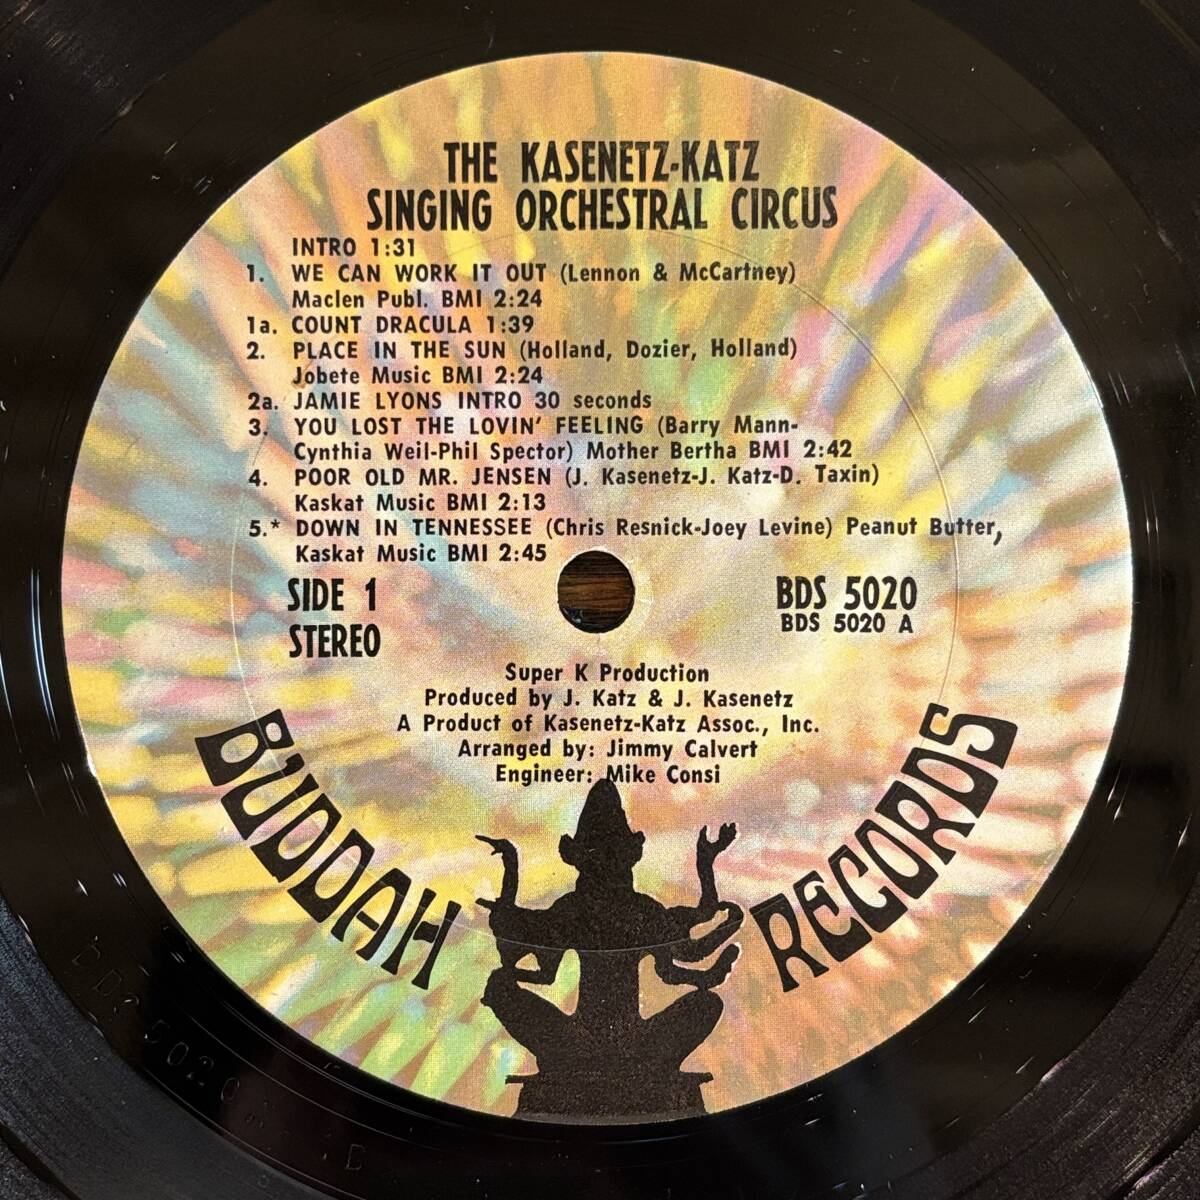 THE KASENETZ-KATZ
SINGING ORCHESTRAL CIRCUS
INTRO 1:31
1. WE CAN WORK IT OUT (Lennon & McCartney)
Maclen Publ. BMI 2:24
1a. COUNT DRACULA 1:39
2. PLACE IN THE SUN (Holland, Dozier, Holland)
Jobete Music BMI 2:24
2a. JAMIE LYONS INTRO 30 seconds
3. YOU LOST THE LOVIN' FEELING (Barry Mann-
Cynthia Weil-Phil Spector) Mother Bertha BMI 2:42
4. POOR OLD MR. JENSEN (J. Kasenetz-J. Katz-D. Taxin)
Kaskat Music BMI 2:13
5.* DOWN IN TENNESSEE (Chris Resnick-Joey Levine) Peanut Butter,
Kaskat Music BMI 2:45
SIDE 1
STEREO
BDS 5020
BDS 5020 A
Super K Production
Produced by J. Katz & J. Kasenetz
A Product of Kasenetz-Katz Assoc., Inc.
Arranged by: Jimmy Calvert
Engineer: Mike Consi
BUDDAH RECORDS